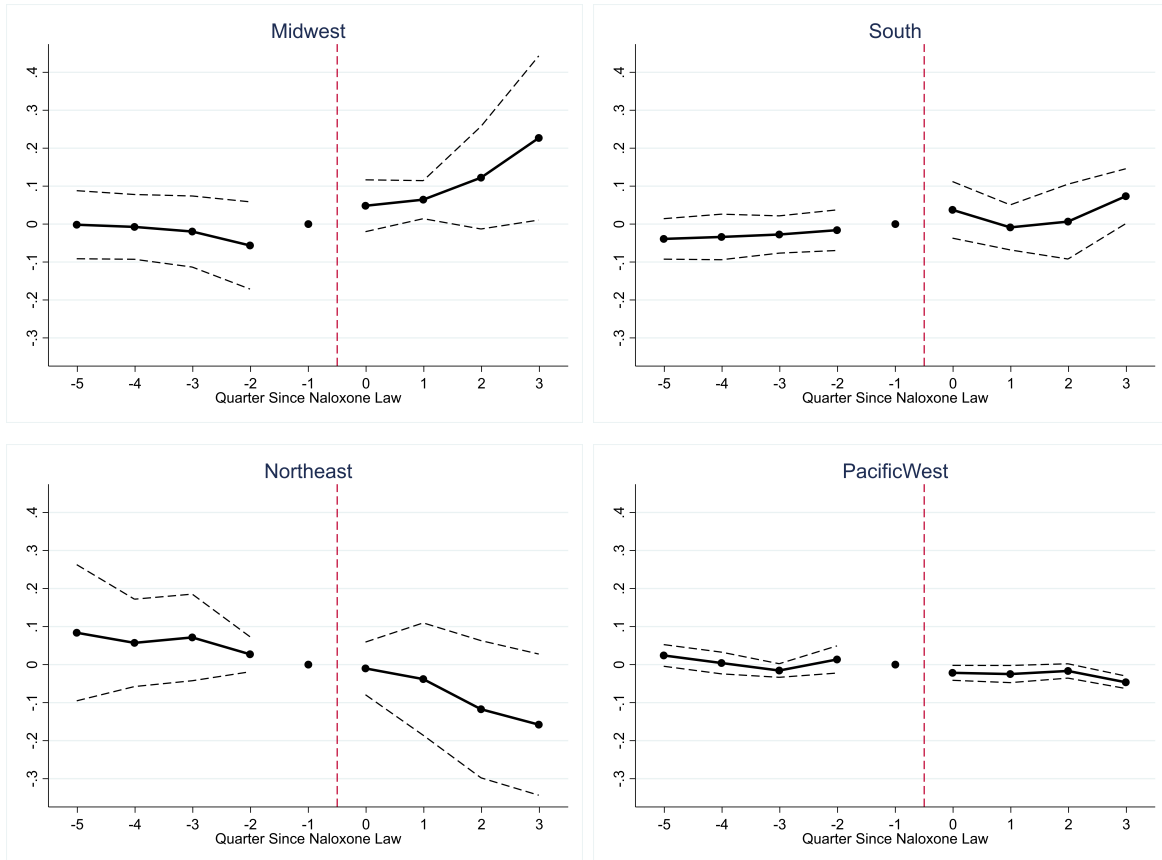 Midwest
.4
.3
.2
.1
0
-.1
-.2
-.3
-5 -4 -3 -2 -1 0 1 2 3
Quarter Since Naloxone Law
South
.4
.3
.2
.1
0
-.1
-.2
-.3
-5 -4 -3 -2 -1 0 1 2 3
Quarter Since Naloxone Law
Northeast
.4
.3
.2
.1
0
-.1
-.2
-.3
-5 -4 -3 -2 -1 0 1 2 3
Quarter Since Naloxone Law
PacificWest
.4
.3
.2
.1
0
-.1
-.2
-.3
-5 -4 -3 -2 -1 0 1 2 3
Quarter Since Naloxone Law